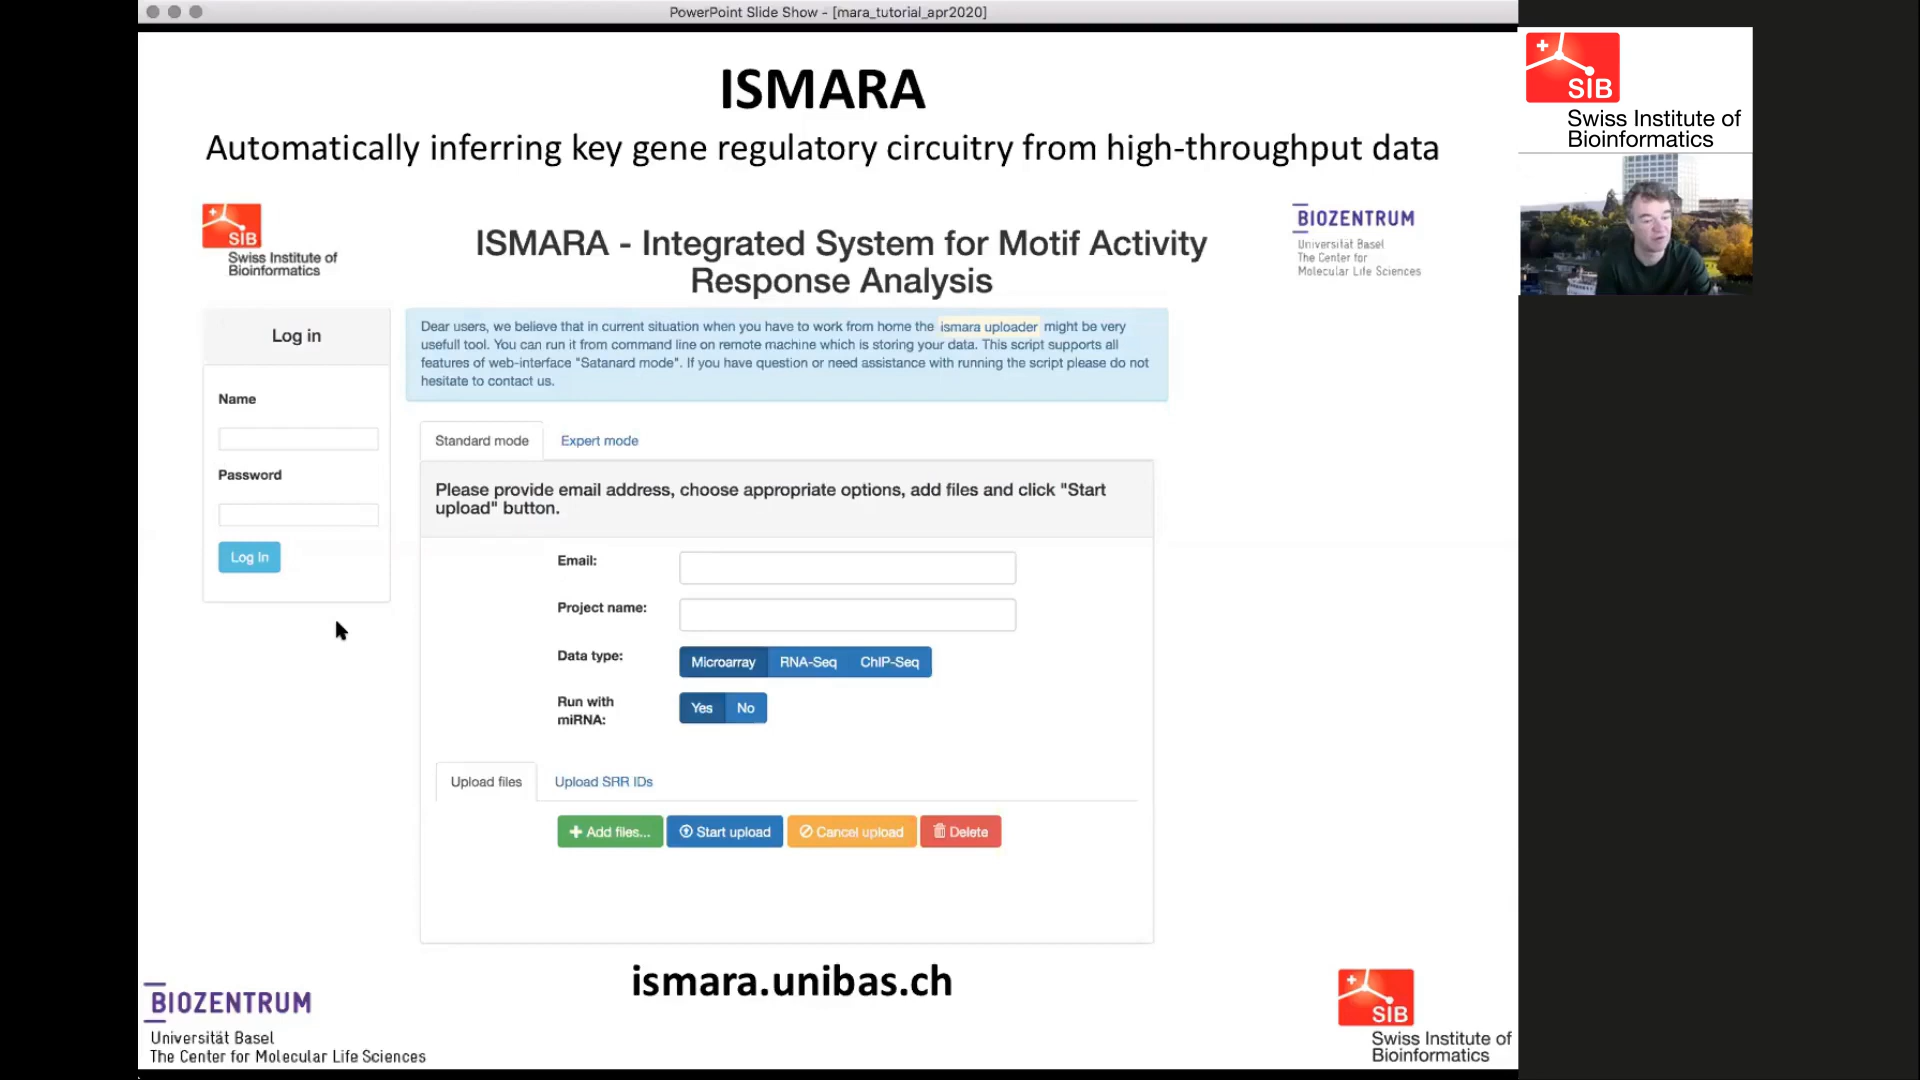 PowerPoint Slide Show - [mara_tutorial_apr2020]
ISMARA
Automatically inferring key gene regulatory circuitry from high-throughput data
SIB
Swiss Institute of
Bioinformatics
ISMARA - Integrated System for Motif Activity
Response Analysis
BIOZENTRUM
Universität Basel
The Center for
Molecular Life Sciences
Log in
Name
Password
Log In
Dear users, we believe that in current situation when you have to work from home the ismara uploader might be very
usefull tool. You can run it from command line on remote machine which is storing your data. This script supports all
features of web-interface "Satanard mode". If you have question or need assistance with running the script please do not
hesitate to contact us.
Standard mode Expert mode
Please provide email address, choose appropriate options, add files and click "Start
upload" button.
Email:
Project name:
Data type: Microarray RNA-Seq ChIP-Seq
Run with
miRNA: Yes No
Upload files Upload SRR IDs
Add files... Start upload Cancel upload Delete
ismara.unibas.ch
BIOZENTRUM
Universität Basel
The Center for Molecular Life Sciences
SIB
Swiss Institute of
Bioinformatics
SIB
Swiss Institute of
Bioinformatics